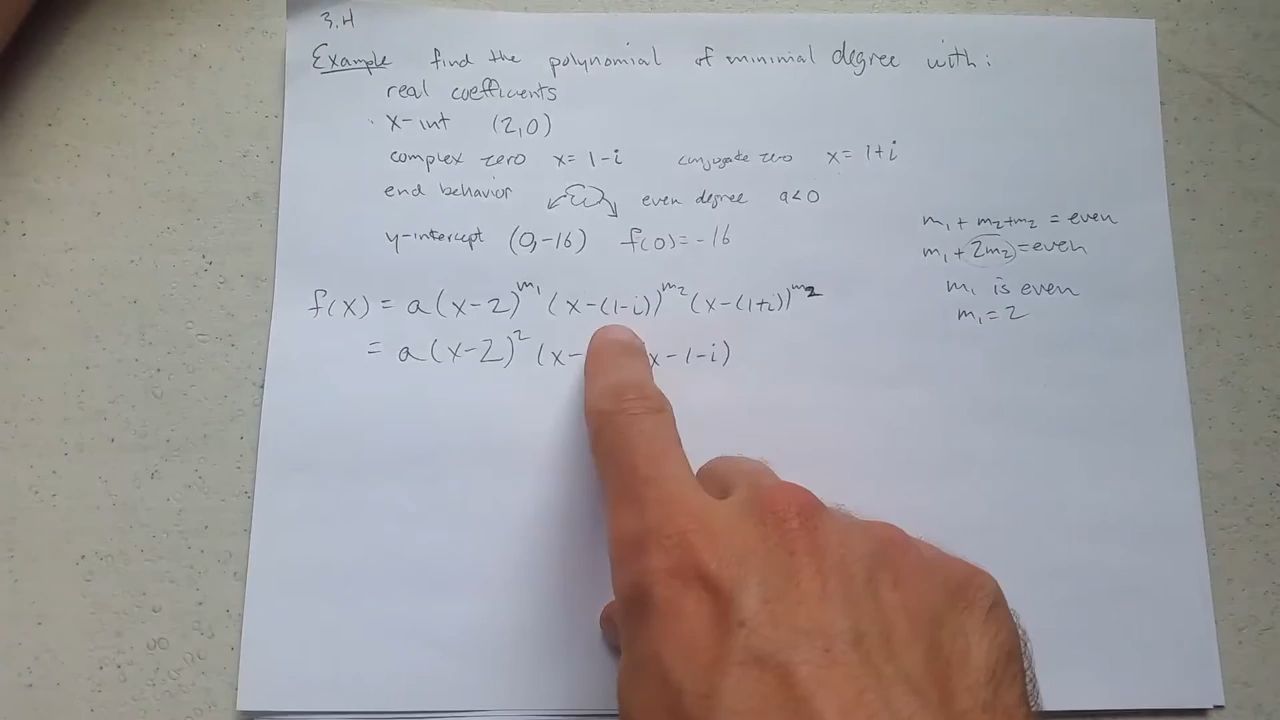 3.4
Example find the polynomial of minimal degree with:
real coefficients
x-int (2,0)
complex zero x = 1-i conjugate zero x = 1+i
end behavior even degree a<0
y-intercept (0,-16) f(0) = -16
m₁ + m₂+m₂ = even
m₁ + 2m₂ = even
m₁ is even
m₁ = 2
f(x) = a(x-2)^m₁ (x-(1-i))^m₂ (x-(1+i))^m₂
= a(x-2)² (x- x-1-i)